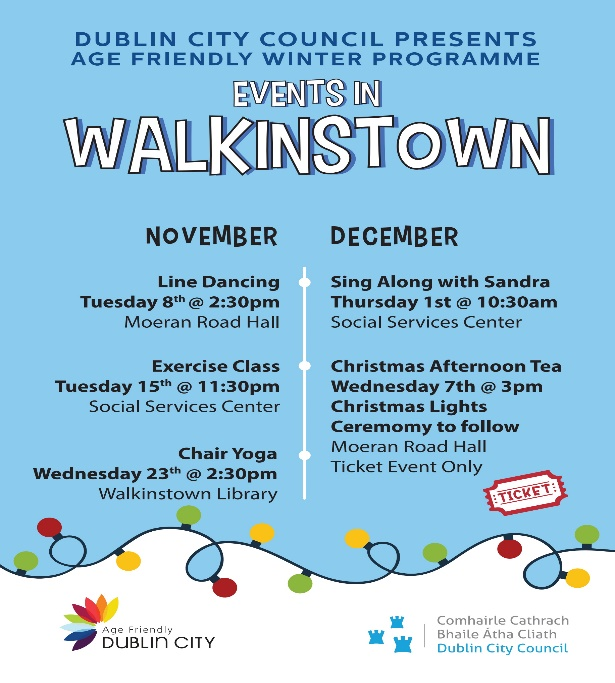 DUBLIN CITY COUNCIL PRESENTS
AGE FRIENDLY WINTER PROGRAMME
EVENTS IN
WALKINSTOWN
NOVEMBER
Line Dancing
Tuesday 8th @ 2:30pm
Moeran Road Hall
Exercise Class
Tuesday 15th @ 11:30pm
Social Services Center
Chair Yoga
Wednesday 23th @ 2:30pm
Walkinstown Library
DECEMBER
Sing Along with Sandra
Thursday 1st @ 10:30am
Social Services Center
Christmas Afternoon Tea
Wednesday 7th @ 3pm
Christmas Lights
Ceremony to follow
Moeran Road Hall
Ticket Event Only
TICKET
Age Friendly
DUBLIN CITY
Comhairle Cathrach
Bhaile Átha Cliath
Dublin City Council